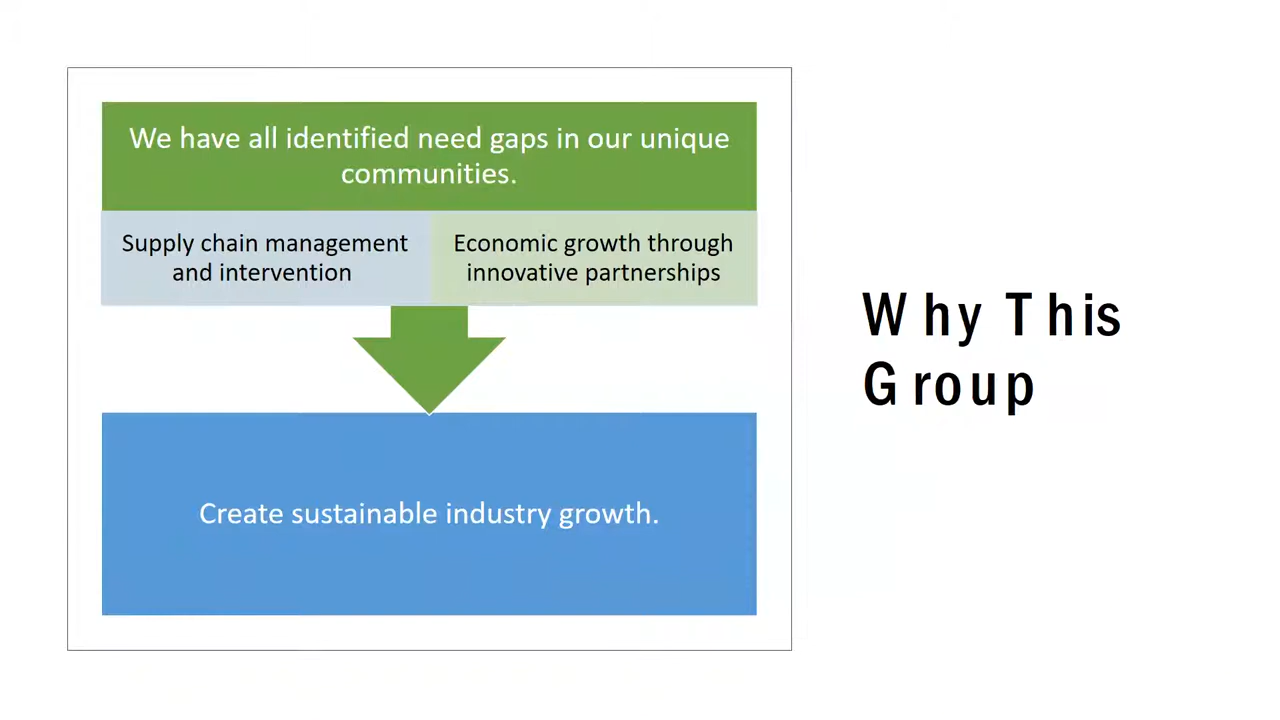 We have all identified need gaps in our unique
communities.
Supply chain management
and intervention
Economic growth through
innovative partnerships
Create sustainable industry growth.
Why This
Group